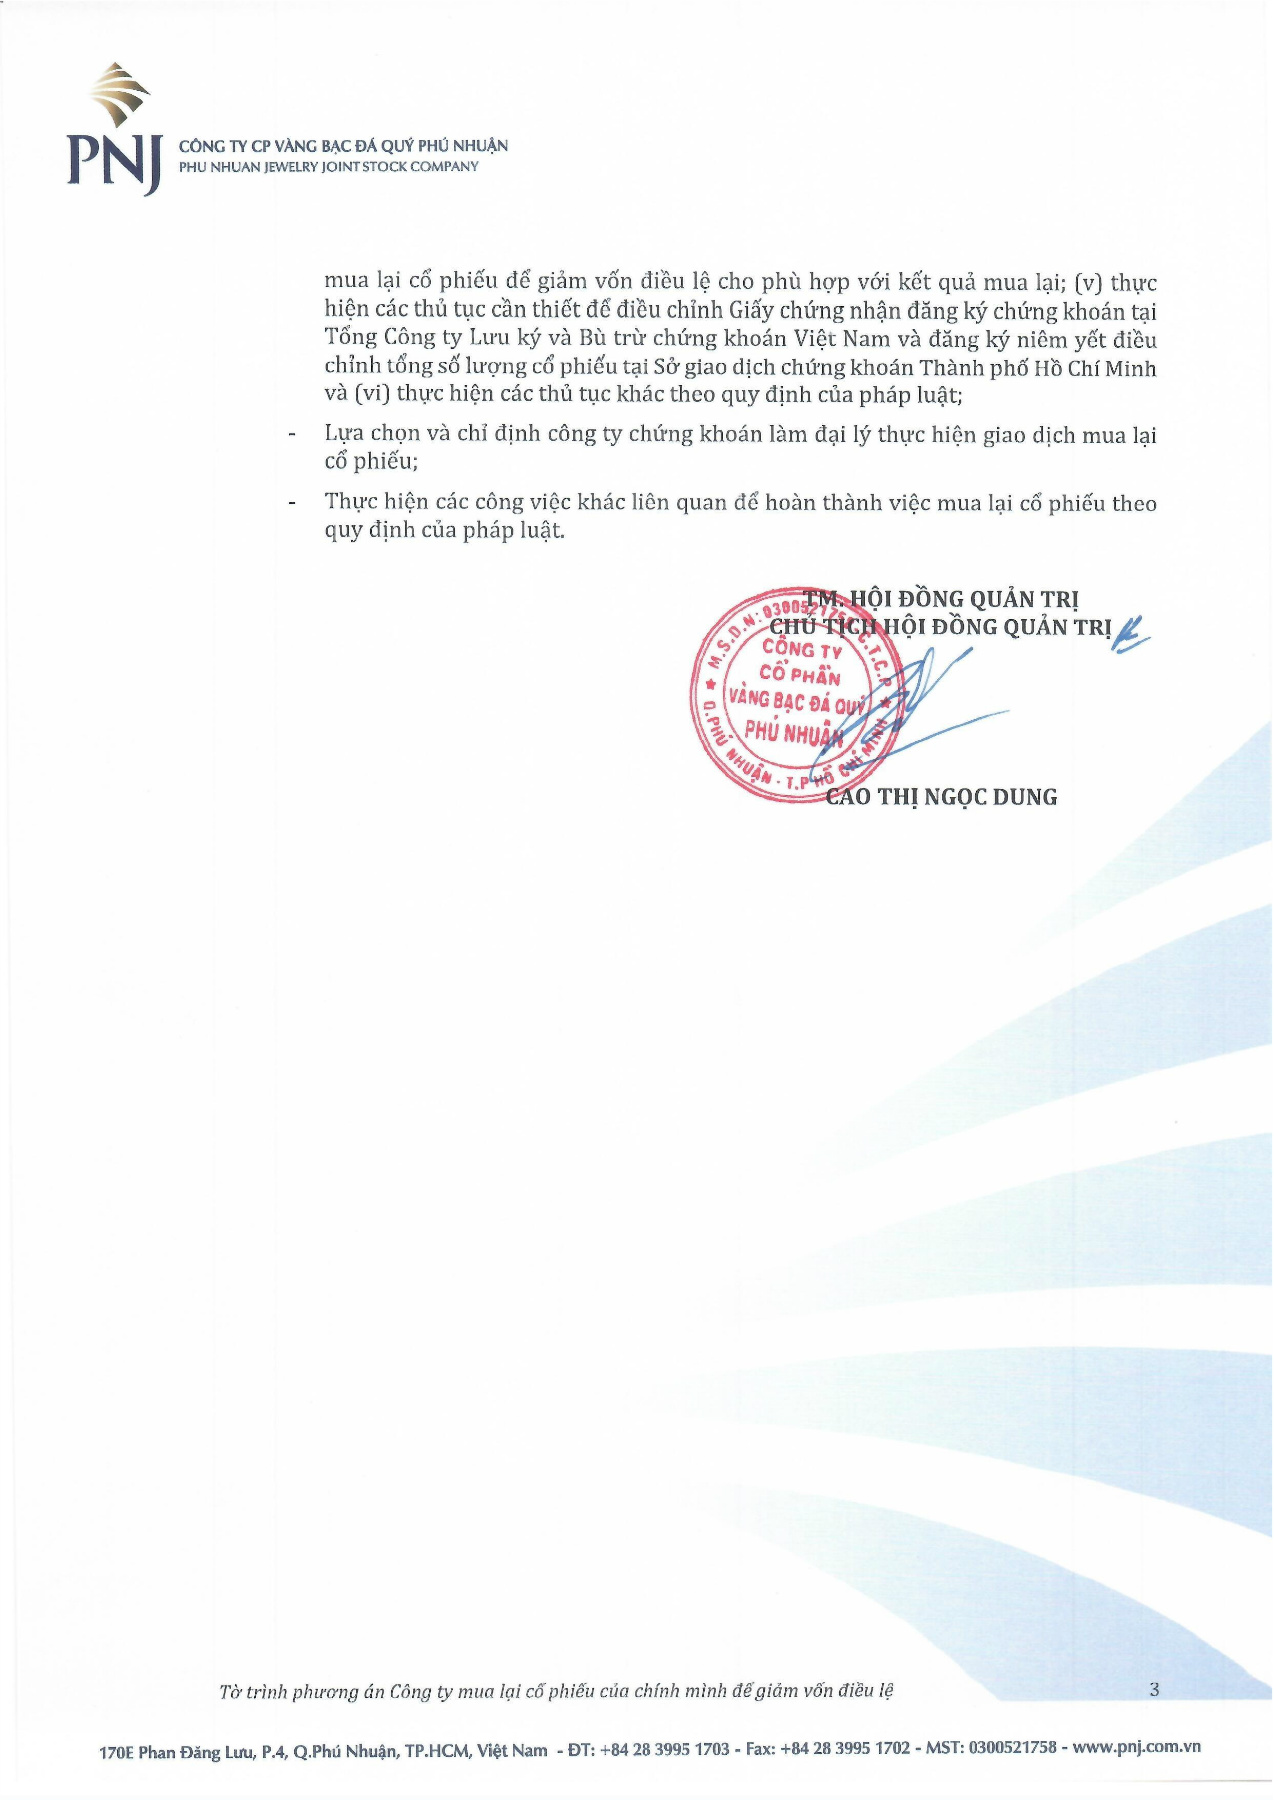 PNJ
CÔNG TY CP VÀNG BẠC ĐÁ QUÝ PHÚ NHUẬN
PHU NHUAN JEWELRY JOINT STOCK COMPANY
mua lại cổ phiếu để giảm vốn điều lệ cho phù hợp với kết quả mua lại; (v) thực
hiện các thủ tục cần thiết để điều chỉnh Giấy chứng nhận đăng ký chứng khoán tại
Tổng Công ty Lưu ký và Bù trừ chứng khoán Việt Nam và đăng ký niêm yết điều
chỉnh tổng số lượng cổ phiếu tại Sở giao dịch chứng khoán Thành phố Hồ Chí Minh
và (vi) thực hiện các thủ tục khác theo quy định của pháp luật;
- Lựa chọn và chỉ định công ty chứng khoán làm đại lý thực hiện giao dịch mua lại
cổ phiếu;
- Thực hiện các công việc khác liên quan để hoàn thành việc mua lại cổ phiếu theo
quy định của pháp luật.
TM. HỘI ĐỒNG QUẢN TRỊ
CHỦ TỊCH HỘI ĐỒNG QUẢN TRỊ
M.S.D.N: 0300521758 C.T.C.P
CÔNG TY
CỔ PHẦN
VÀNG BẠC ĐÁ QUÝ
PHÚ NHUẬN
Q.PHÚ NHUẬN - T.P HỒ CHÍ MINH
CAO THỊ NGỌC DUNG
Tờ trình phương án Công ty mua lại cổ phiếu của chính mình để giảm vốn điều lệ 3
170E Phan Đăng Lưu, P.4, Q.Phú Nhuận, TP.HCM, Việt Nam - ĐT: +84 28 3995 1703 - Fax: +84 28 3995 1702 - MST: 0300521758 - www.pnj.com.vn